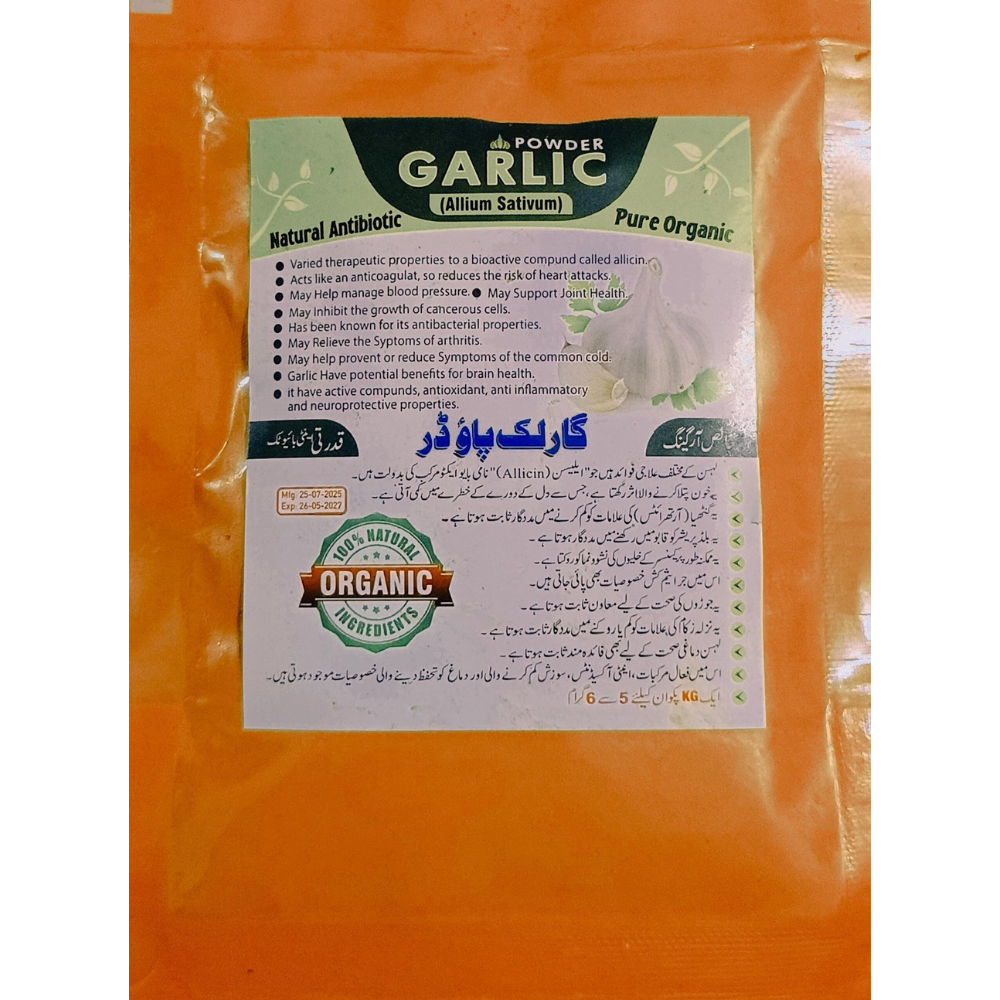 POWDER
GARLIC
(Allium Sativum)
Natural Antibiotic
Pure Organic
Varied therapeutic properties to a bioactive compund called allicin.
Acts like an anticoagulat, so reduces the risk of heart attacks.
May Help manage blood pressure. ● May Support Joint Health.
May Inhibit the growth of cancerous cells.
Has been known for its antibacterial properties.
May Relieve the Syptoms of arthritis.
May help provent or reduce Symptoms of the common cold.
Garlic Have potential benefits for brain health.
it have active compunds, antioxidant, anti inflammatory
and neuroprotective properties.
گارلک پاؤڈر
آرگینک
قدرتی اینٹی بائیوٹک
لہسن کے مختلف علاجی فوائد ہیں جو "ایلیسن (Allicin)" نامی بایو ایکٹو مرکب کی بدولت ہیں۔
یہ خون پتلا کرنے والا اثر رکھتا ہے، جس سے دل کے دورے کے خطرے میں کمی آتی ہے۔
یہ گنٹھیا (آرتھرائٹس) کی علامات کو کم کرنے میں مددگار ثابت ہوتا ہے۔
یہ بلڈ پریشر کو قابو میں رکھنے میں مددگار ہوتا ہے۔
یہ ممکنہ طور پر کینسر کے خلیوں کی نشوونما کو روکتا ہے۔
اس میں جراثیم کش خصوصیات بھی پائی جاتی ہیں۔
یہ جوڑوں کی صحت کے لیے معاون ثابت ہوتا ہے۔
یہ نزلہ زکام کی علامات کو کم یا روکنے میں مددگار ثابت ہوتا ہے۔
لہسن دماغی صحت کے لیے بھی فائدہ مند ثابت ہوتا ہے۔
اس میں فعال مرکبات، اینٹی آکسیڈنٹس، سوزش کم کرنے والی اور دماغ کو تحفظ دینے والی خصوصیات موجود ہوتی ہیں۔
ایک KG پکوان کیلئے 5 سے 6 گرام
Mfg: 25-07-2025
Exp: 26-05-2027
100% NATURAL
ORGANIC
INGREDIENTS